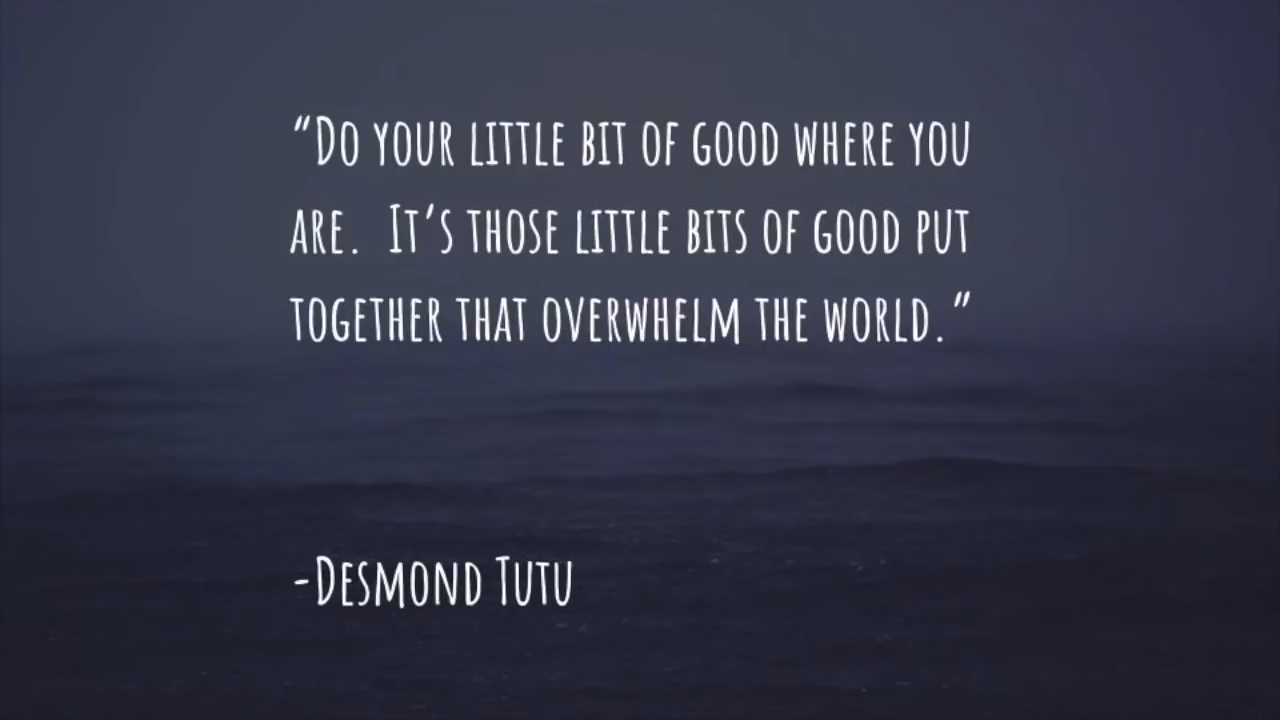 “Do your little bit of good where you
are.  It’s those little bits of good put
together that overwhelm the world.”
-Desmond Tutu